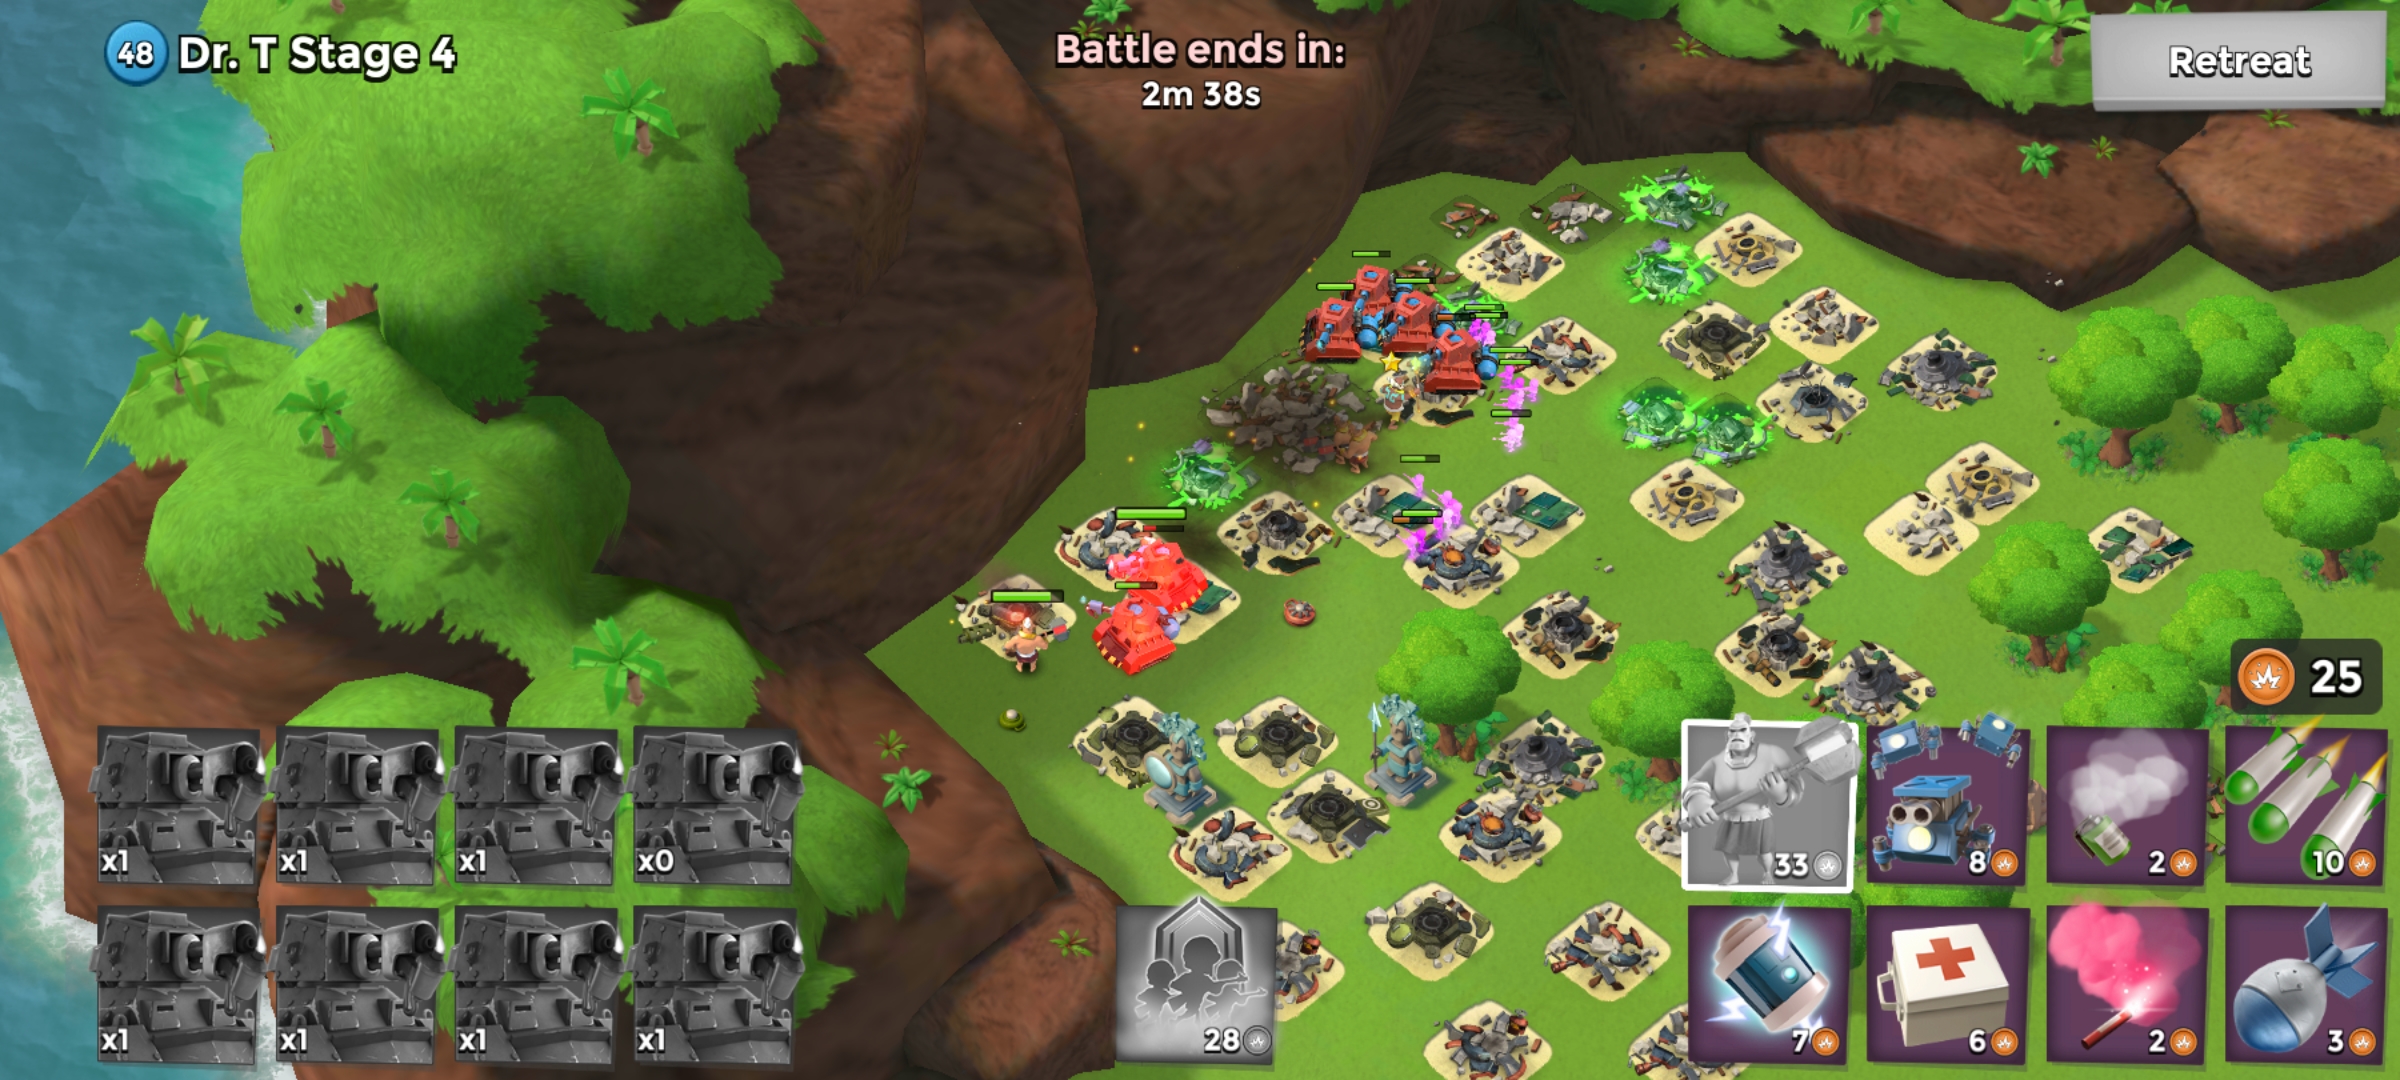 48 Dr. T Stage 4
Battle ends in:
2m 38s
Retreat
25
x1 x1 x1 x0
33 8 2 10
x1 x1 x1 x1
28 7 6 2 3